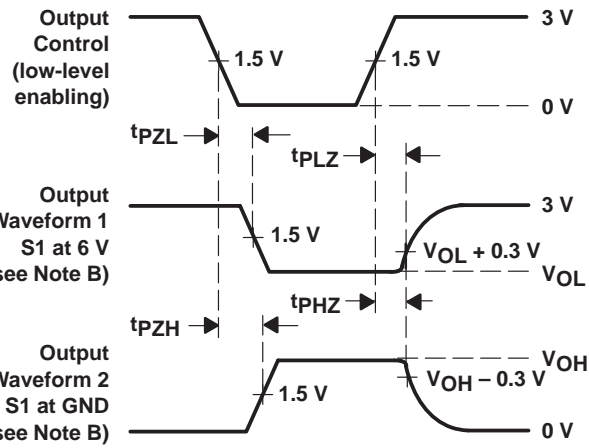 Output
Control
(low-level
enabling)
3 V
1.5 V
1.5 V
0 V
tPZL
tPLZ
Output
Waveform 1
S1 at 6 V
(see Note B)
3 V
1.5 V
VOL + 0.3 V
VOL
tPHZ
tPZH
Output
Waveform 2
S1 at GND
(see Note B)
VOH
VOH – 0.3 V
1.5 V
0 V